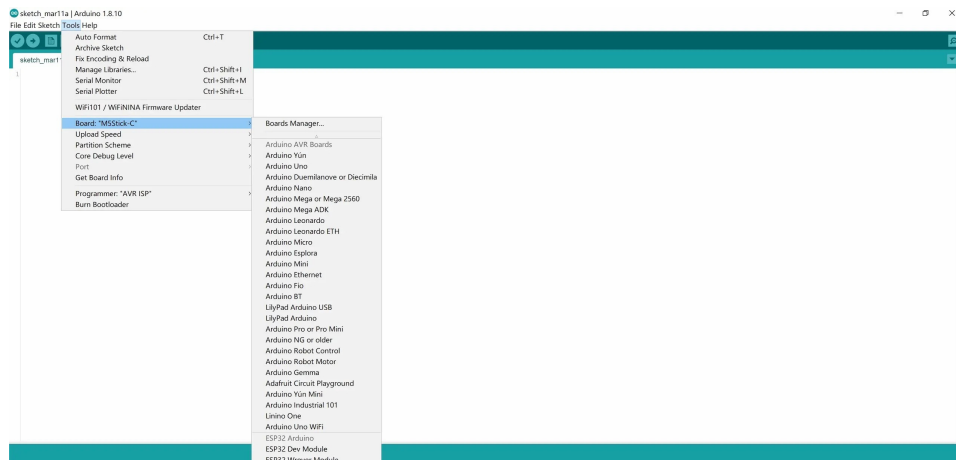 sketch_mar11a | Arduino 1.8.10
File Edit Sketch Tools Help
sketch_mar1
1
Auto Format Ctrl+T
Archive Sketch
Fix Encoding & Reload
Manage Libraries... Ctrl+Shift+I
Serial Monitor Ctrl+Shift+M
Serial Plotter Ctrl+Shift+L
WiFi101 / WiFiNINA Firmware Updater
Board: "M5Stick-C"
Upload Speed
Partition Scheme
Core Debug Level
Port
Get Board Info
Programmer: "AVR ISP"
Burn Bootloader
Boards Manager...
Arduino AVR Boards
Arduino Yún
Arduino Uno
Arduino Duemilanove or Diecimila
Arduino Nano
Arduino Mega or Mega 2560
Arduino Mega ADK
Arduino Leonardo
Arduino Leonardo ETH
Arduino Micro
Arduino Esplora
Arduino Mini
Arduino Ethernet
Arduino Fio
Arduino BT
LilyPad Arduino USB
LilyPad Arduino
Arduino Pro or Pro Mini
Arduino NG or older
Arduino Robot Control
Arduino Robot Motor
Arduino Gemma
Adafruit Circuit Playground
Arduino Yún Mini
Arduino Industrial 101
Linino One
Arduino Uno WiFi
ESP32 Arduino
ESP32 Dev Module
ESP32 Wrover Module